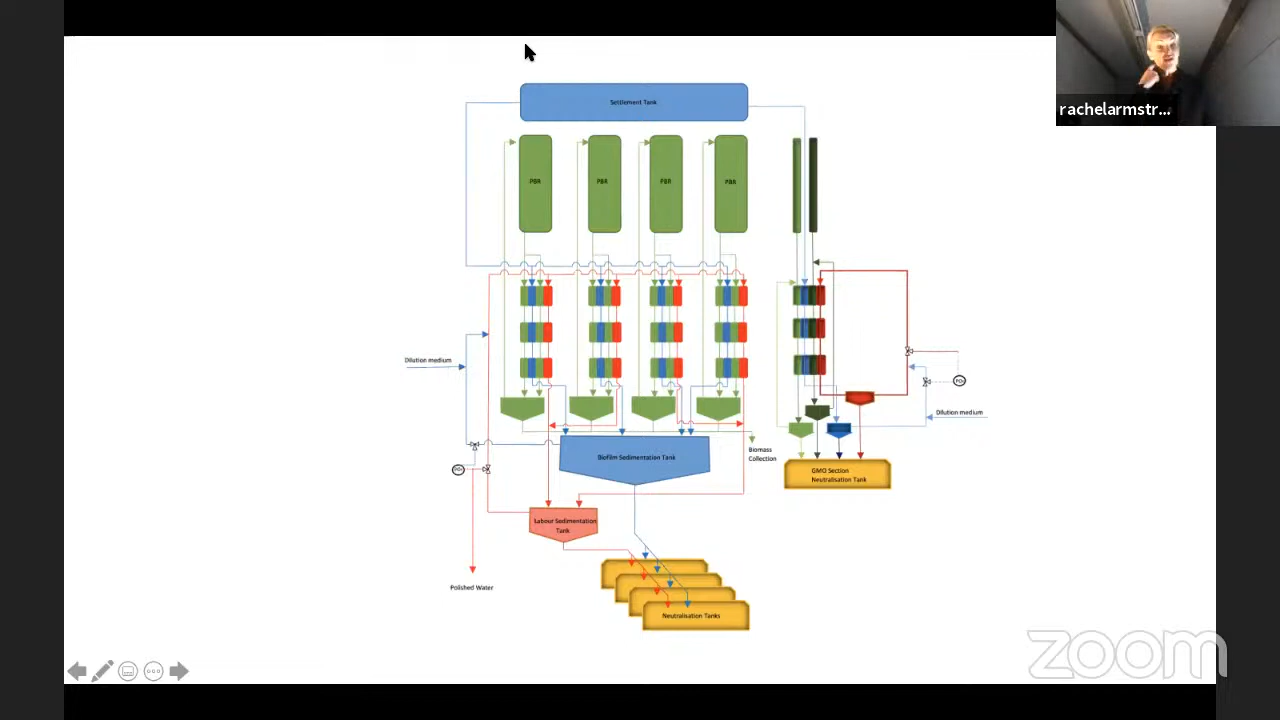 rachelarmstr...
Settlement Tank
PBR
PBR
PBR
PBR
Dilution medium
Dilution medium
Biomass
Collection
Biofilm Sedimentation Tank
GMO Section
Neutralisation Tank
Labour Sedimentation
Tank
Polished Water
Neutralisation Tanks
zoom